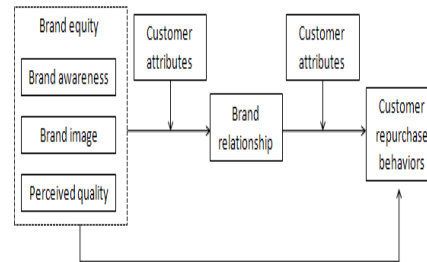 Brand equity
Brand awareness
Brand image
Perceived quality
Customer
attributes
Brand
relationship
Customer
attributes
Customer
repurchase
behaviors